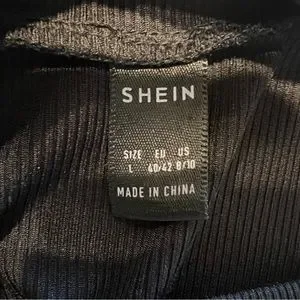 SHEIN
SIZE EU US
L 40/42 8/10
MADE IN CHINA